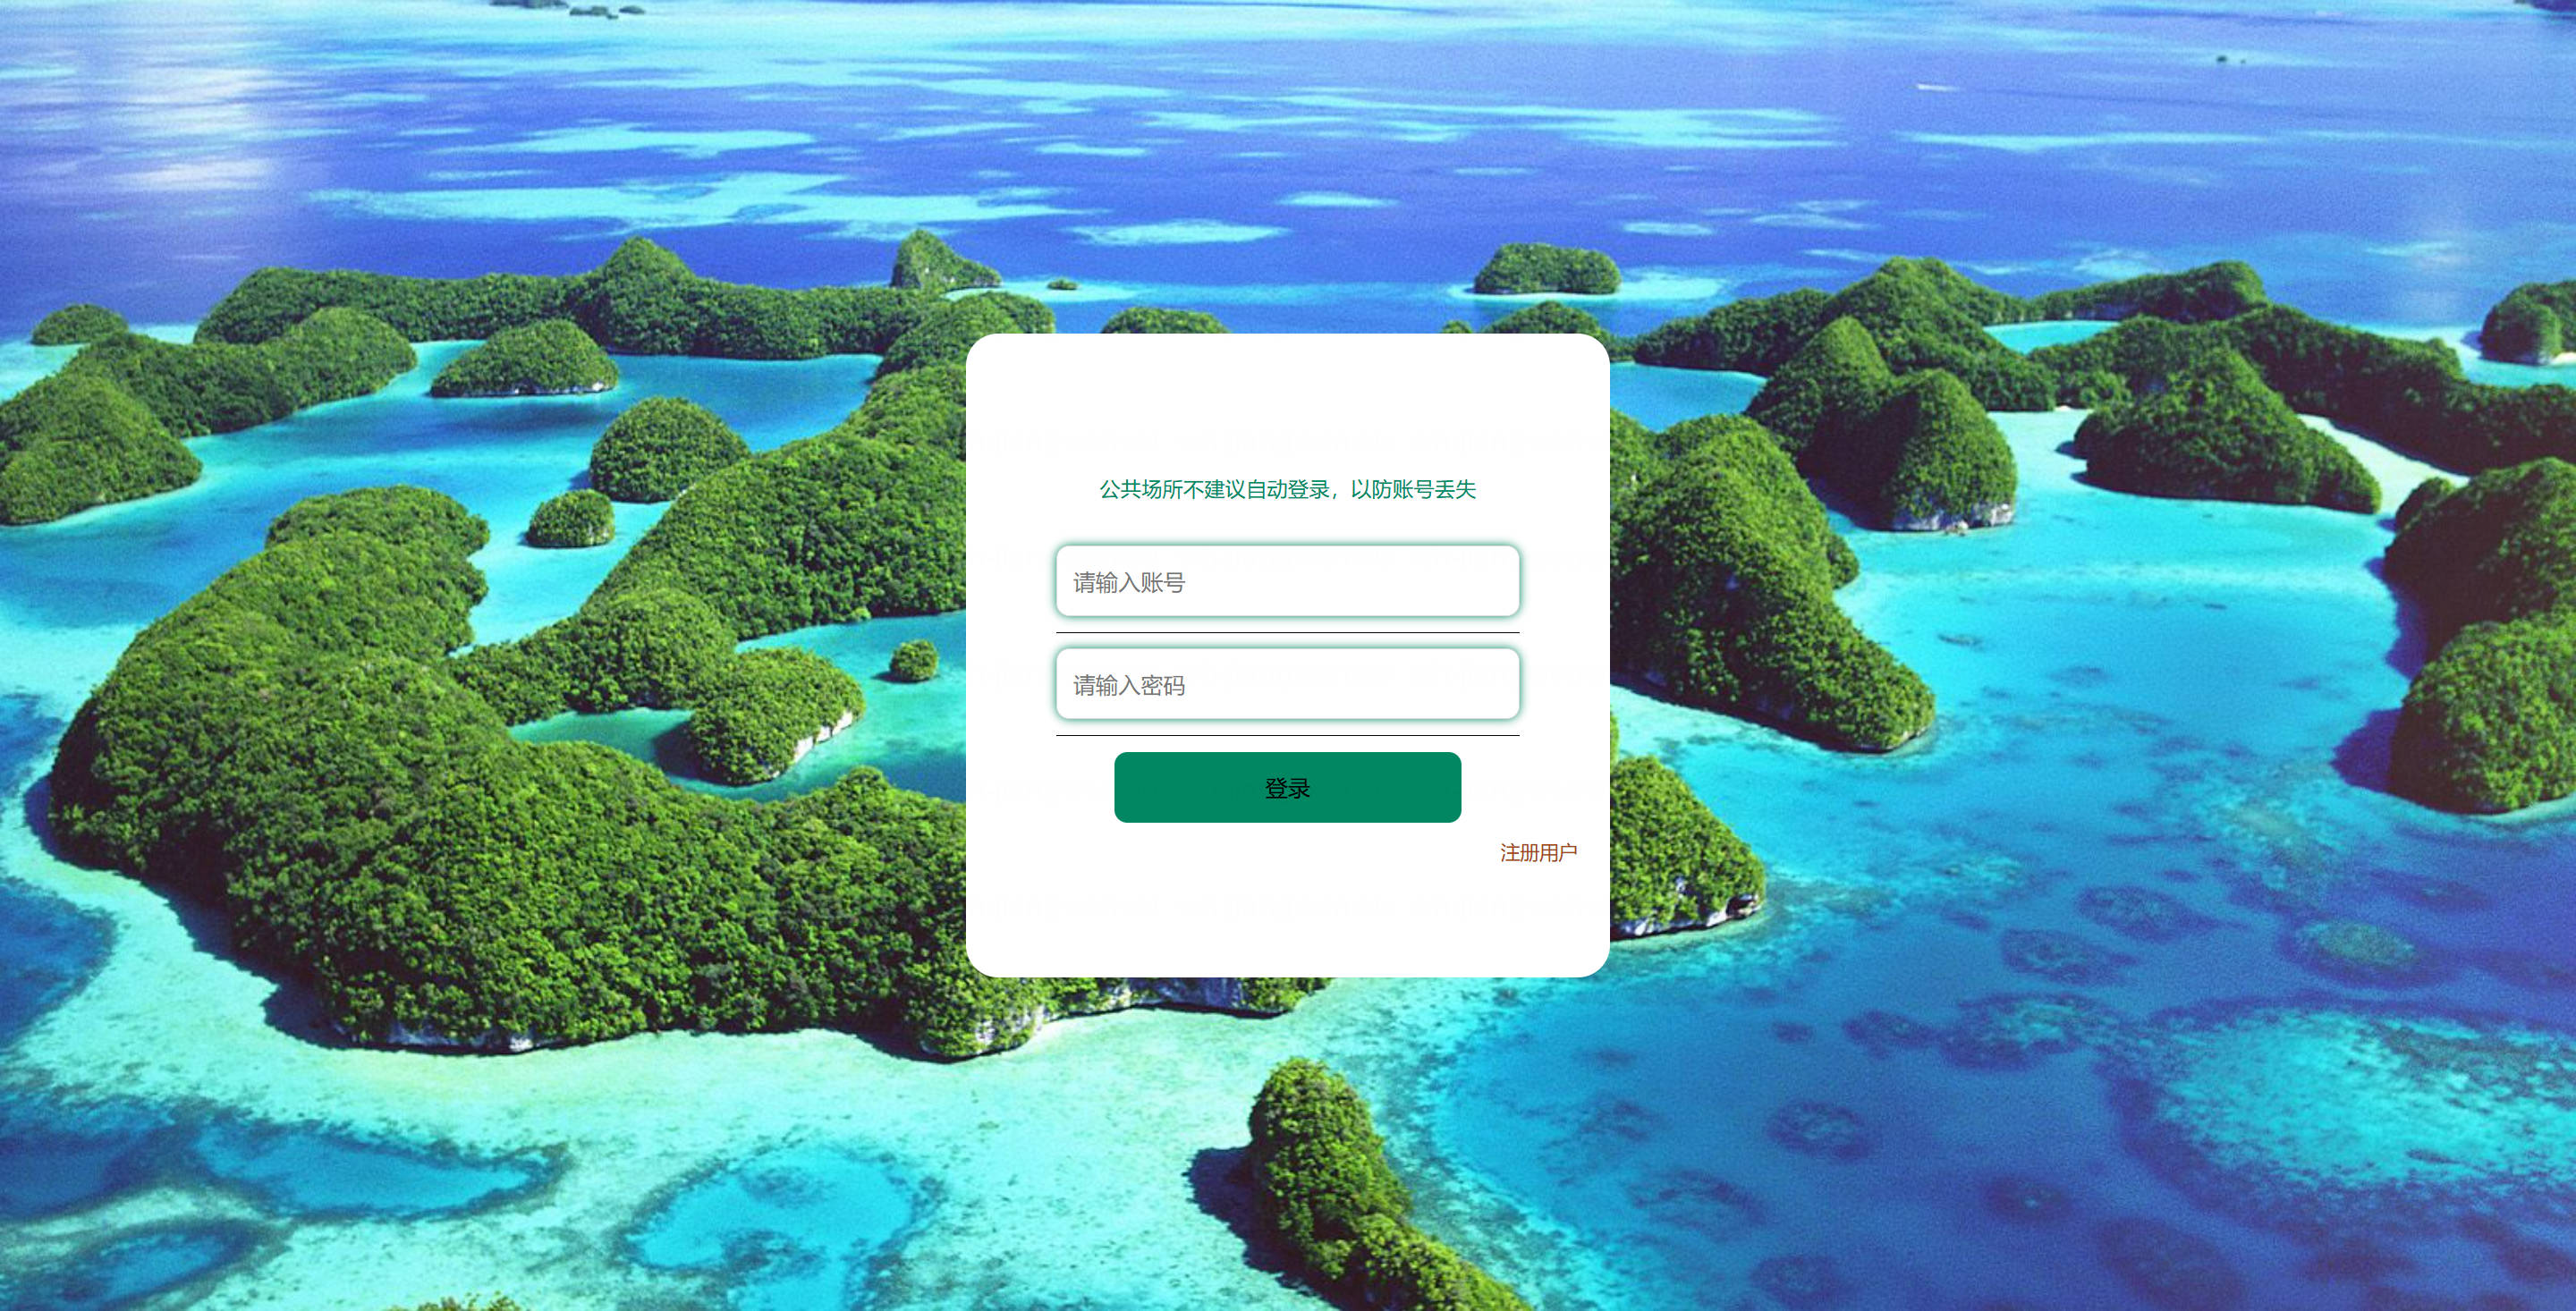 公共场所不建议自动登录，以防账号丢失
请输入账号
请输入密码
登录
注册用户